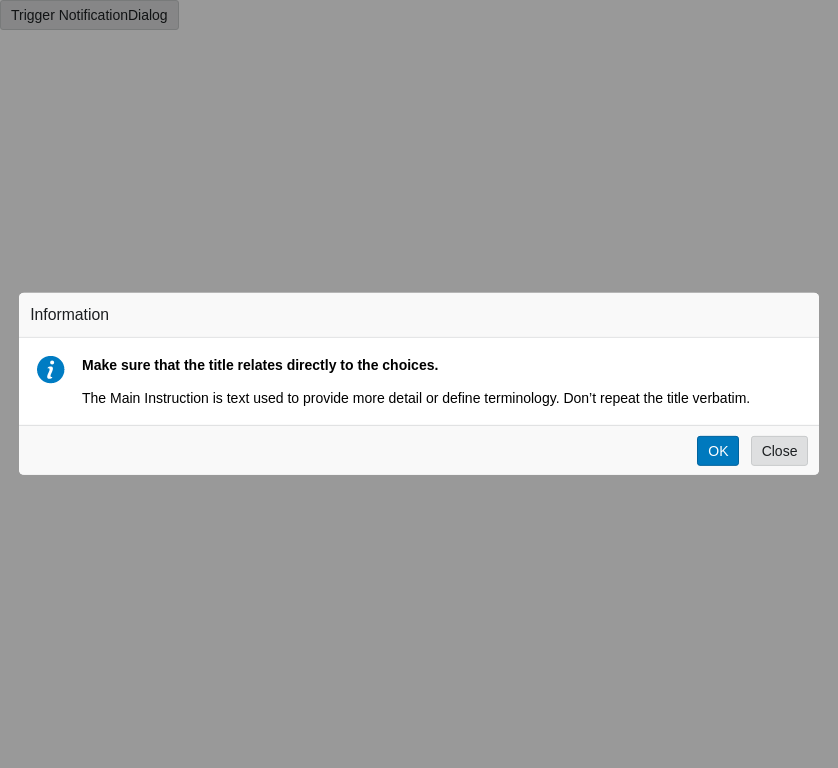 Trigger NotificationDialog
Information
Make sure that the title relates directly to the choices.
The Main Instruction is text used to provide more detail or define terminology. Don’t repeat the title verbatim.
OK
Close